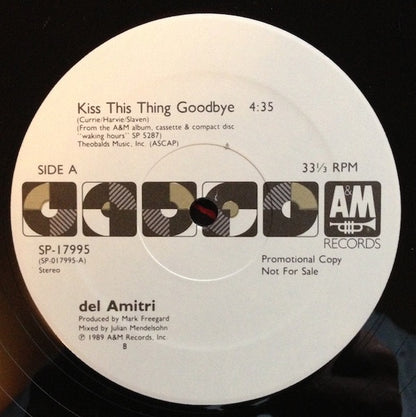 Kiss This Thing Goodbye 4:35
(Currie/Harvie/Slaven)
(From the A&M album, cassette & compact disc
"waking hours" SP 5287)
Theobalds Music, Inc. (ASCAP)
SIDE A
33⅓ RPM
A&M
RECORDS
SP-17995
(SP-017995-A)
Stereo
Promotional Copy
Not For Sale
del Amitri
Produced by Mark Freegard
Mixed by Julian Mendelsohn
℗ 1989 A&M Records, Inc.
8